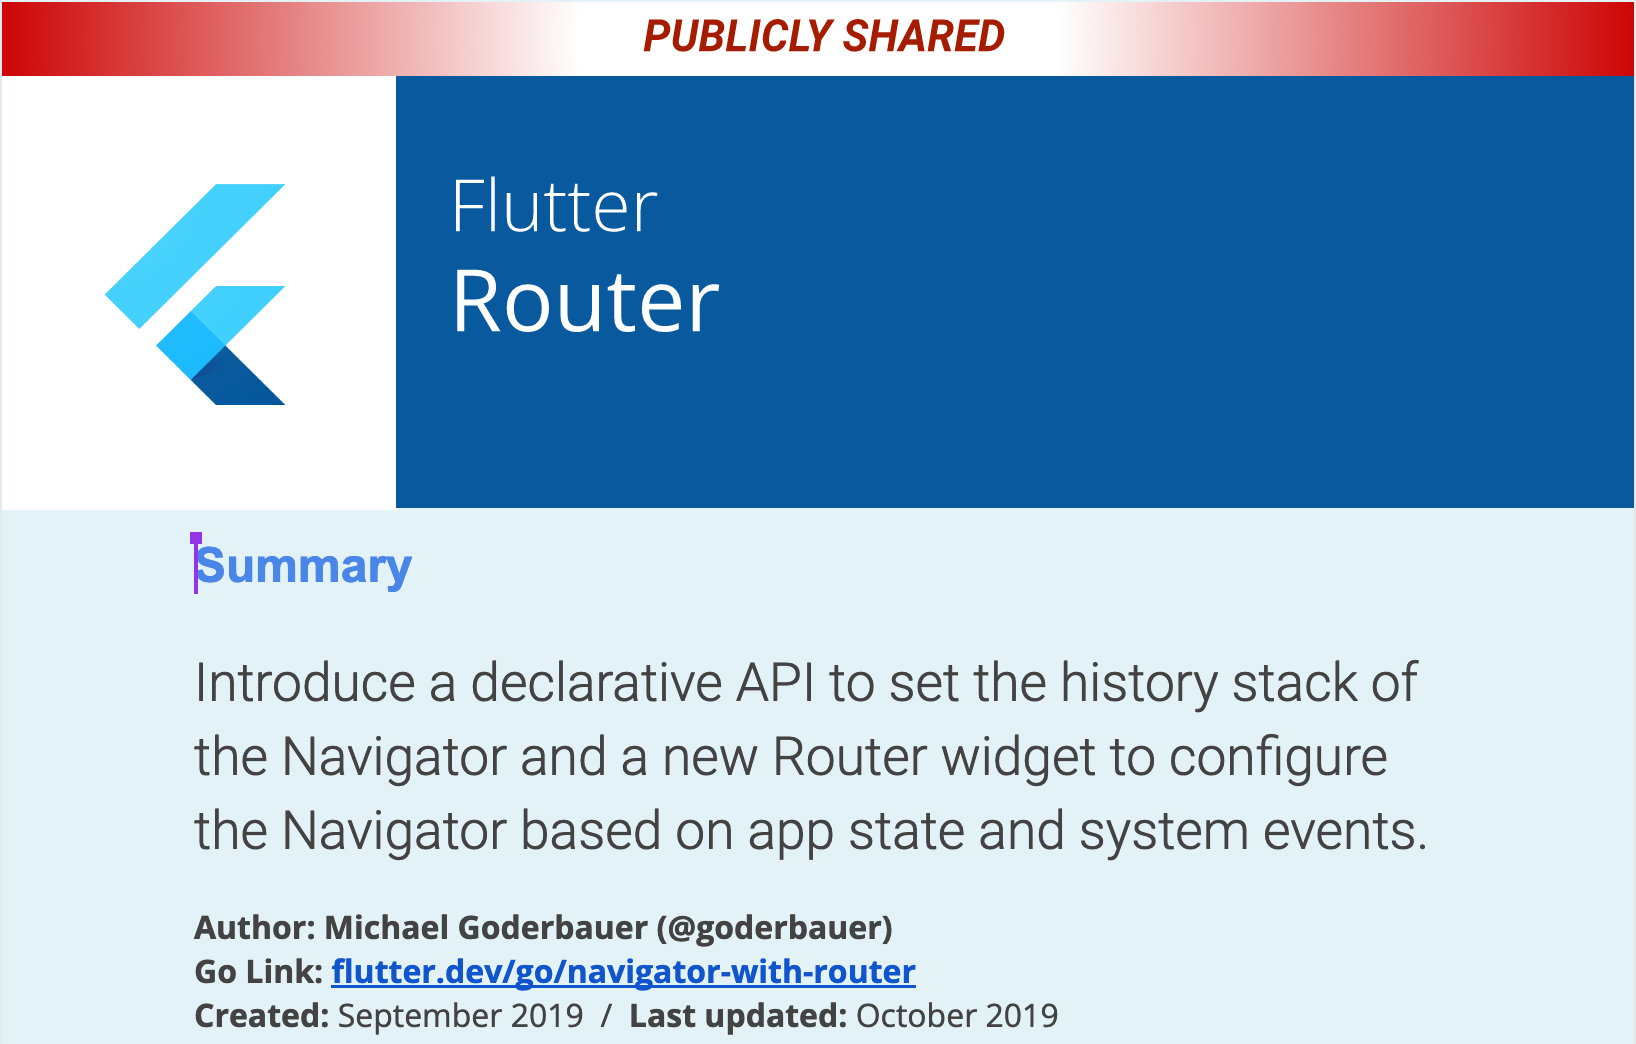 PUBLICLY SHARED
Flutter
Router
Summary
Introduce a declarative API to set the history stack of
the Navigator and a new Router widget to configure
the Navigator based on app state and system events.
Author: Michael Goderbauer (@goderbauer)
Go Link: flutter.dev/go/navigator-with-router
Created: September 2019 / Last updated: October 2019